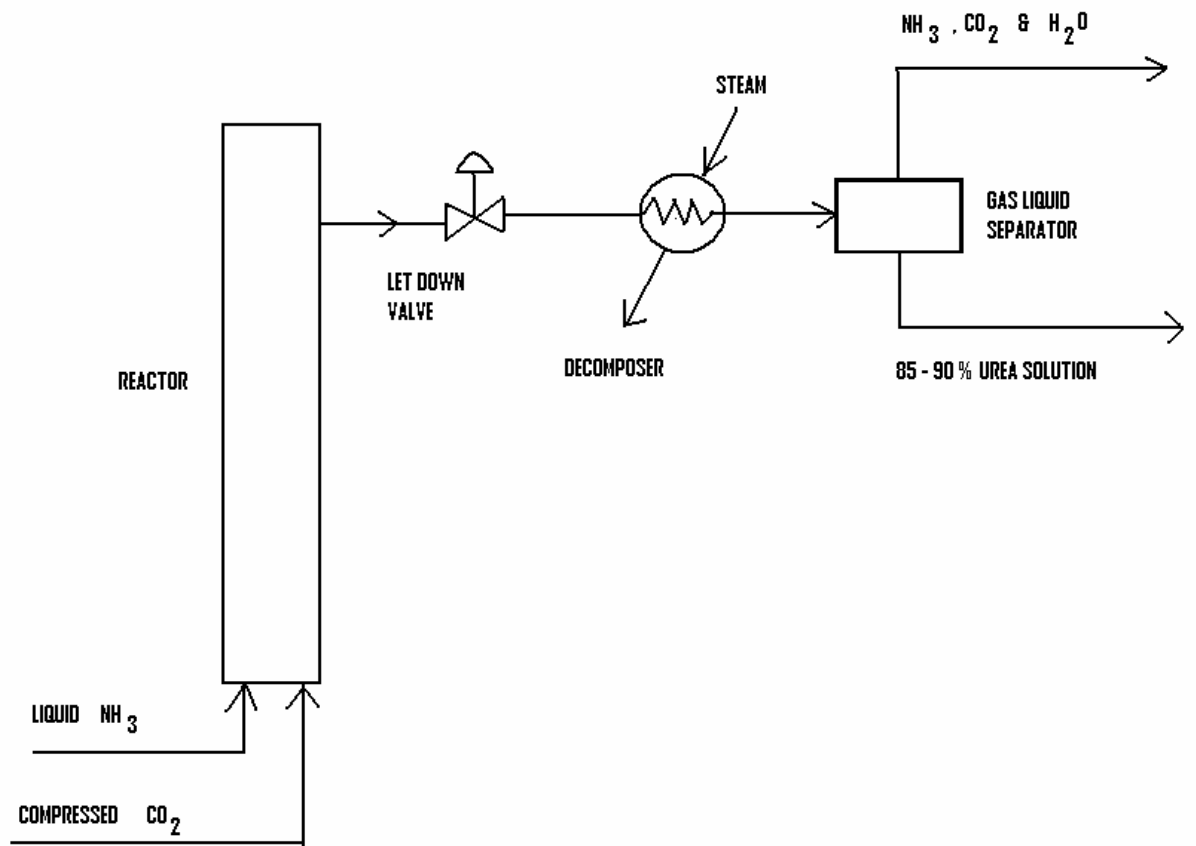 NH3 , CO2 & H2O
STEAM
GAS LIQUID
SEPARATOR
LET DOWN
VALVE
DECOMPOSER
85 - 90 % UREA SOLUTION
REACTOR
LIQUID NH3
COMPRESSED CO2